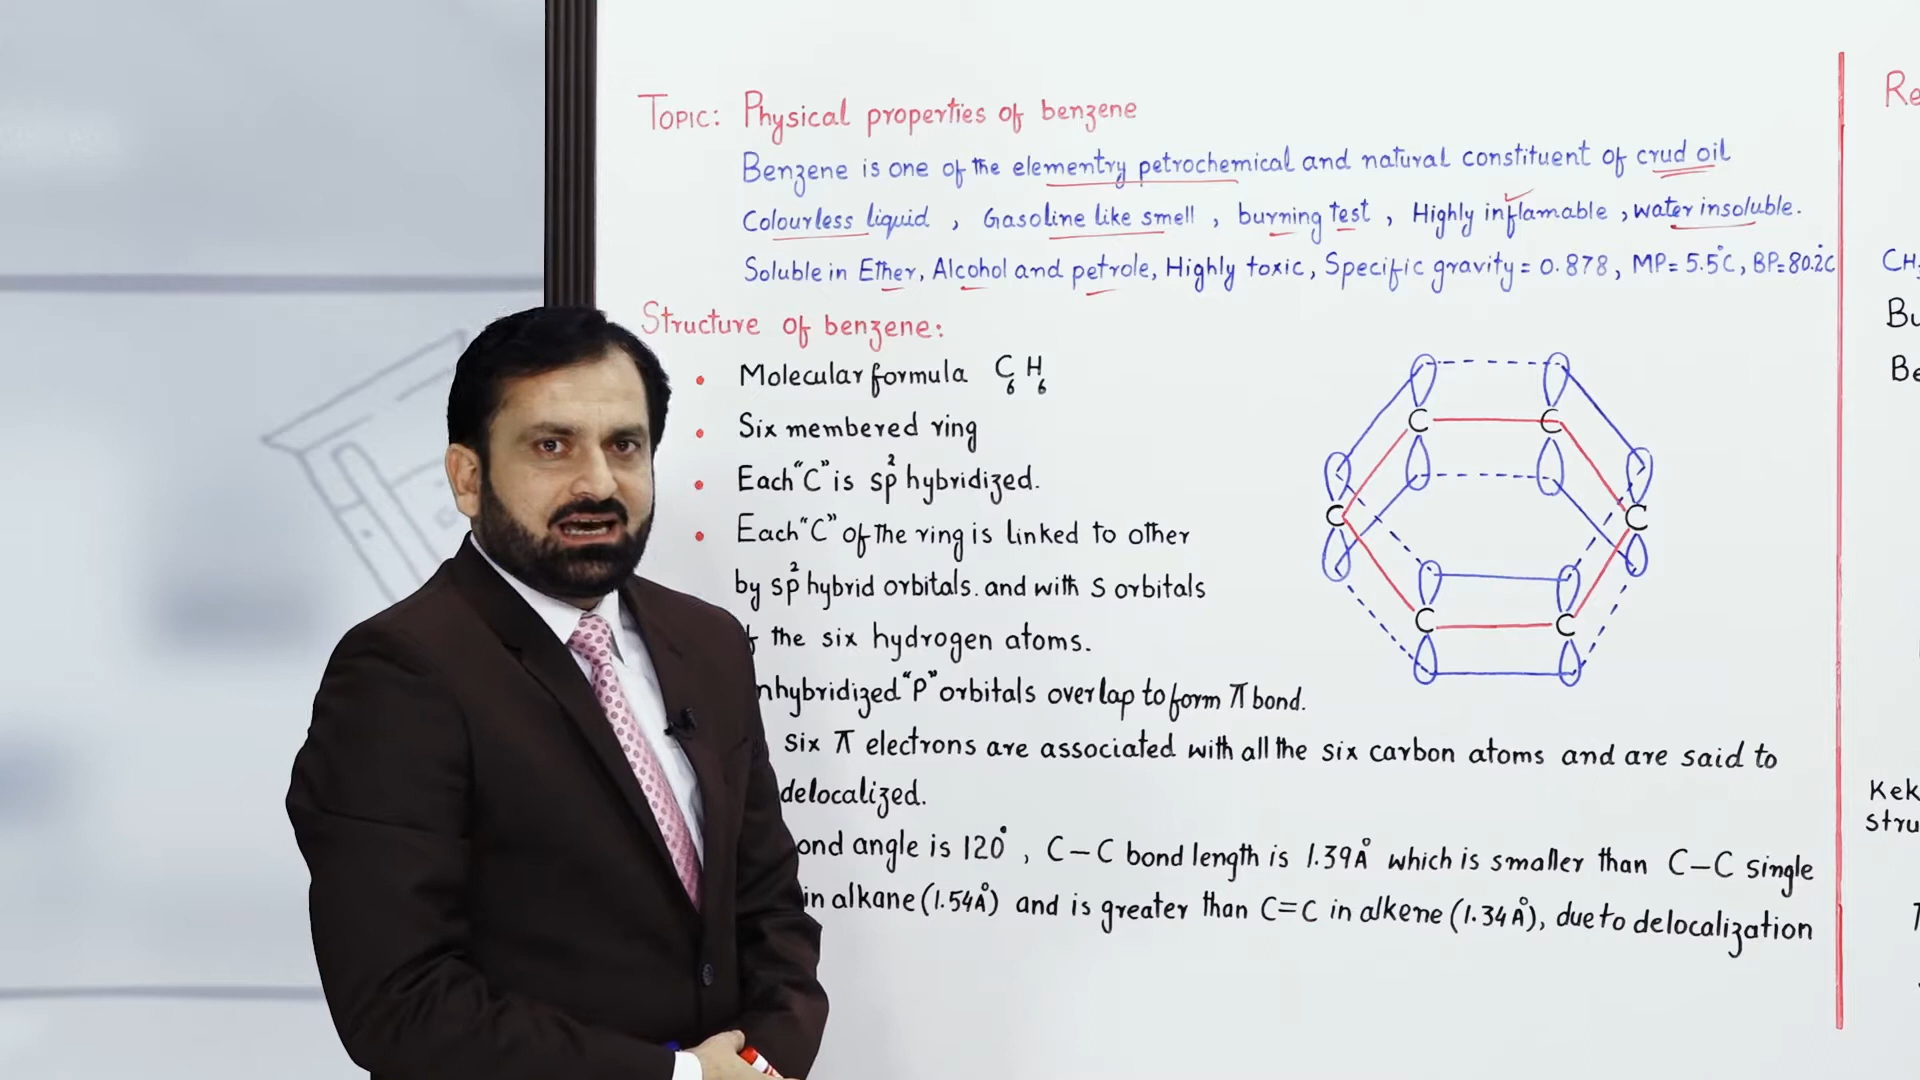 TOPIC: Physical properties of benzene
Benzene is one of the elementry petrochemical and natural constituent of crud oil
Colourless liquid , Gasoline like smell , burning test , Highly inflamable , water insoluble.
Soluble in Ether, Alcohol and petrole, Highly toxic, Specific gravity = 0.878, MP= 5.5°C, BP=80.2°C
Structure of benzene:
• Molecular formula C₆H₆
• Six membered ring
• Each "C" is sp² hybridized.
• Each "C" of the ring is linked to other
by sp² hybrid orbitals. and with S orbitals
the six hydrogen atoms.
nhybridized "P" orbitals overlap to form π bond.
six π electrons are associated with all the six carbon atoms and are said to
delocalized.
ond angle is 120° , C–C bond length is 1.39Å which is smaller than C–C single
in alkane (1.54Å) and is greater than C=C in alkene (1.34Å), due to delocalization
C C
C C
C C
Re
CH₃
Bu
Be
Kek
stru